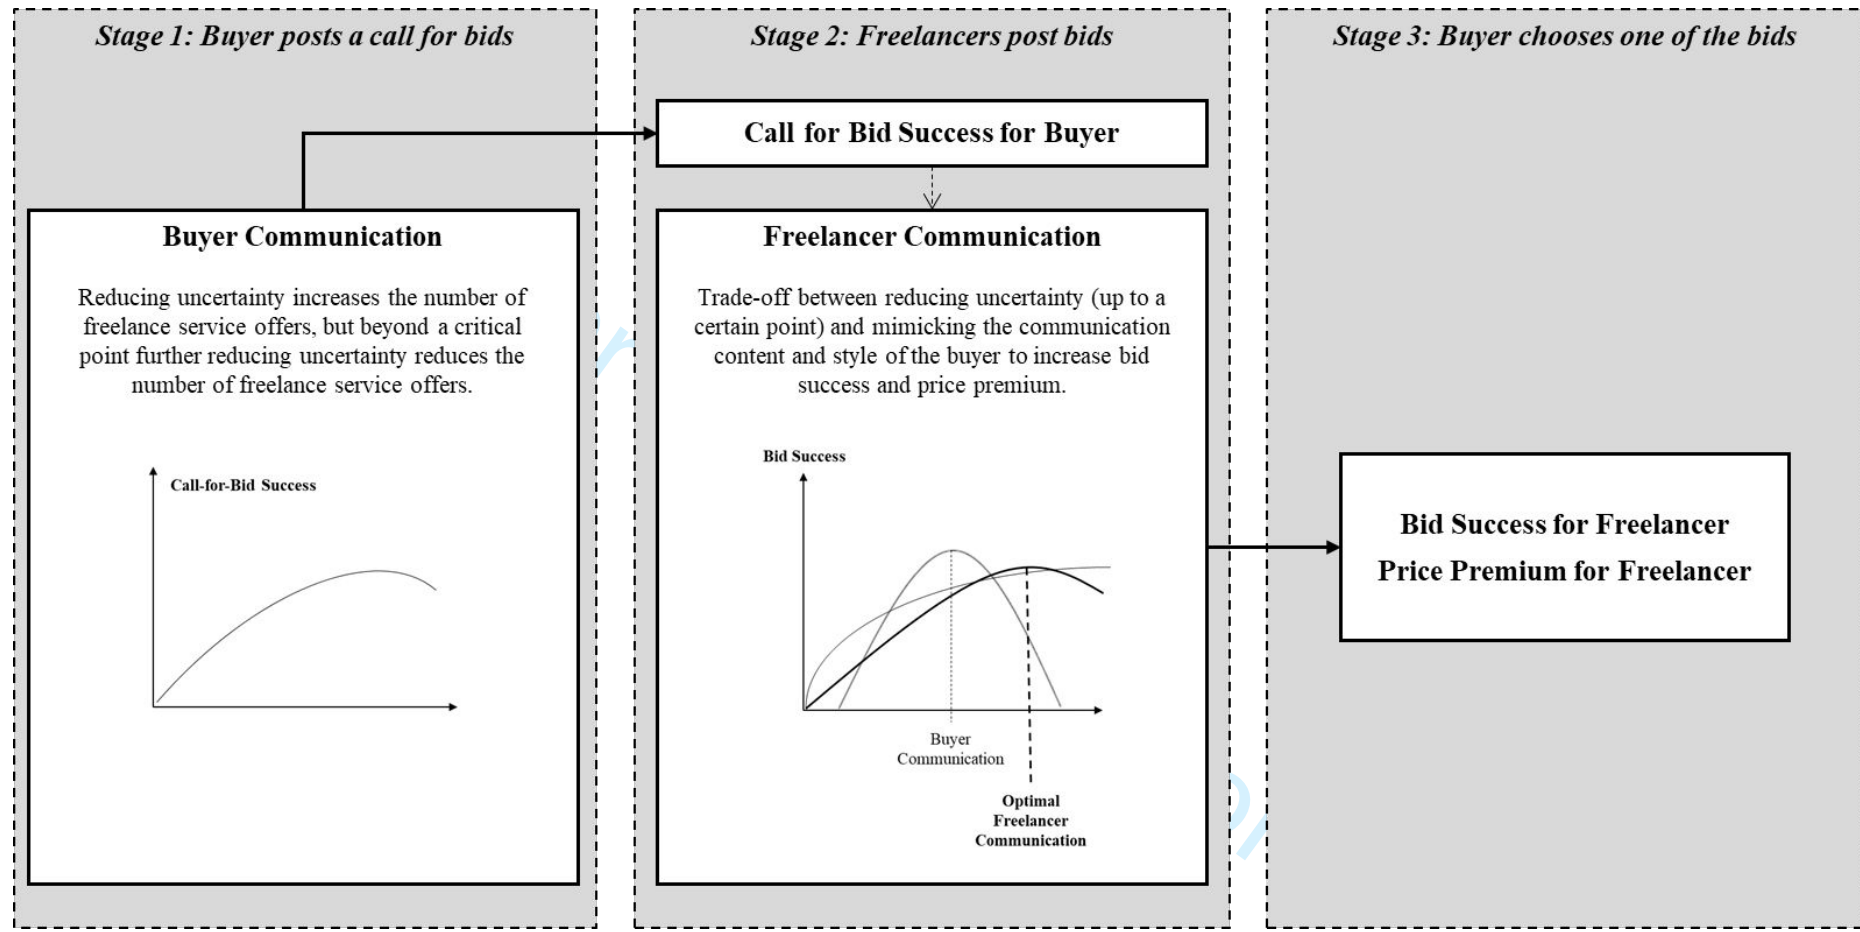 Stage 1: Buyer posts a call for bids
Buyer Communication
Reducing uncertainty increases the number of
freelance service offers, but beyond a critical
point further reducing uncertainty reduces the
number of freelance service offers.
Call-for-Bid Success
Stage 2: Freelancers post bids
Call for Bid Success for Buyer
Freelancer Communication
Trade-off between reducing uncertainty (up to a
certain point) and mimicking the communication
content and style of the buyer to increase bid
success and price premium.
Bid Success
Buyer
Communication
Optimal
Freelancer
Communication
Stage 3: Buyer chooses one of the bids
Bid Success for Freelancer
Price Premium for Freelancer